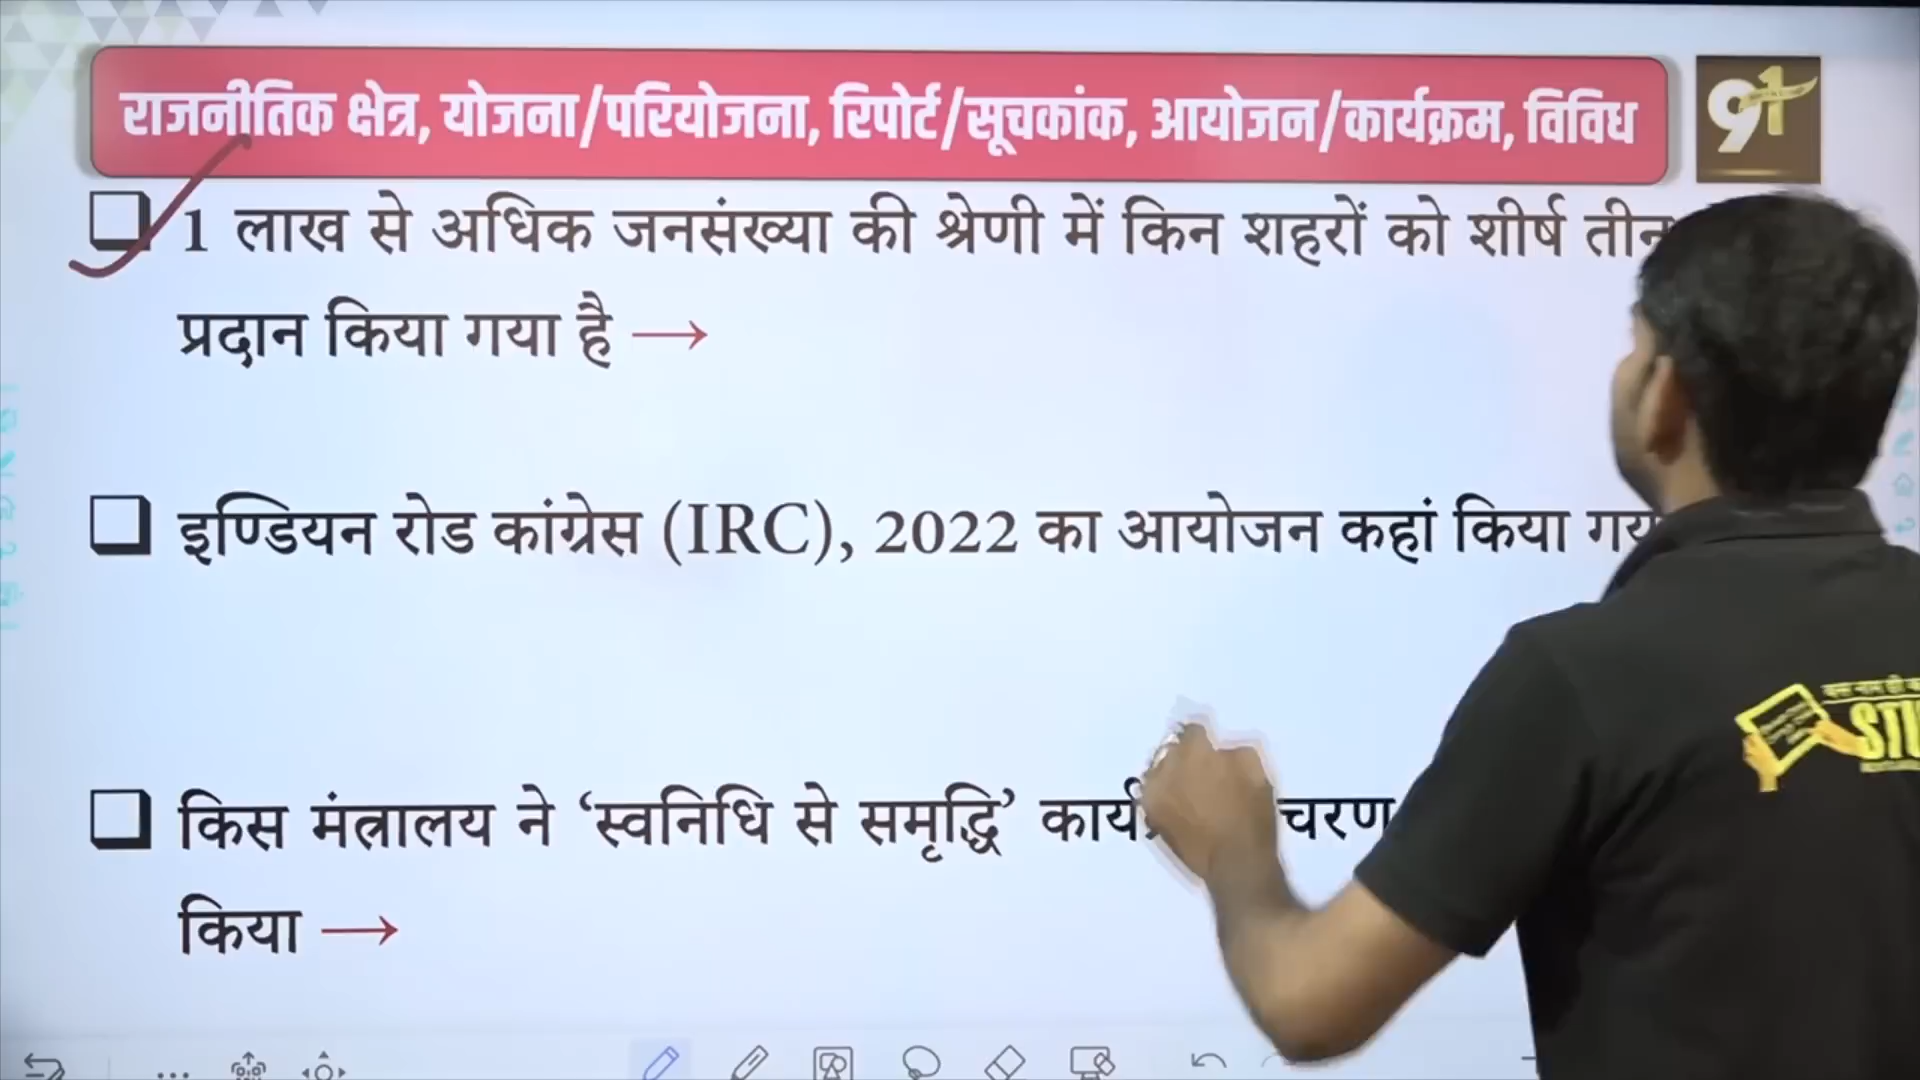 राजनीतिक क्षेत्र, योजना/परियोजना, रिपोर्ट/सूचकांक, आयोजन/कार्यक्रम, विविध
91
1 लाख से अधिक जनसंख्या की श्रेणी में किन शहरों को शीर्ष तीन
प्रदान किया गया है →
इण्डियन रोड कांग्रेस (IRC), 2022 का आयोजन कहां किया
किस मंत्रालय ने ‘स्वनिधि से समृद्धि’ चरण
किया →